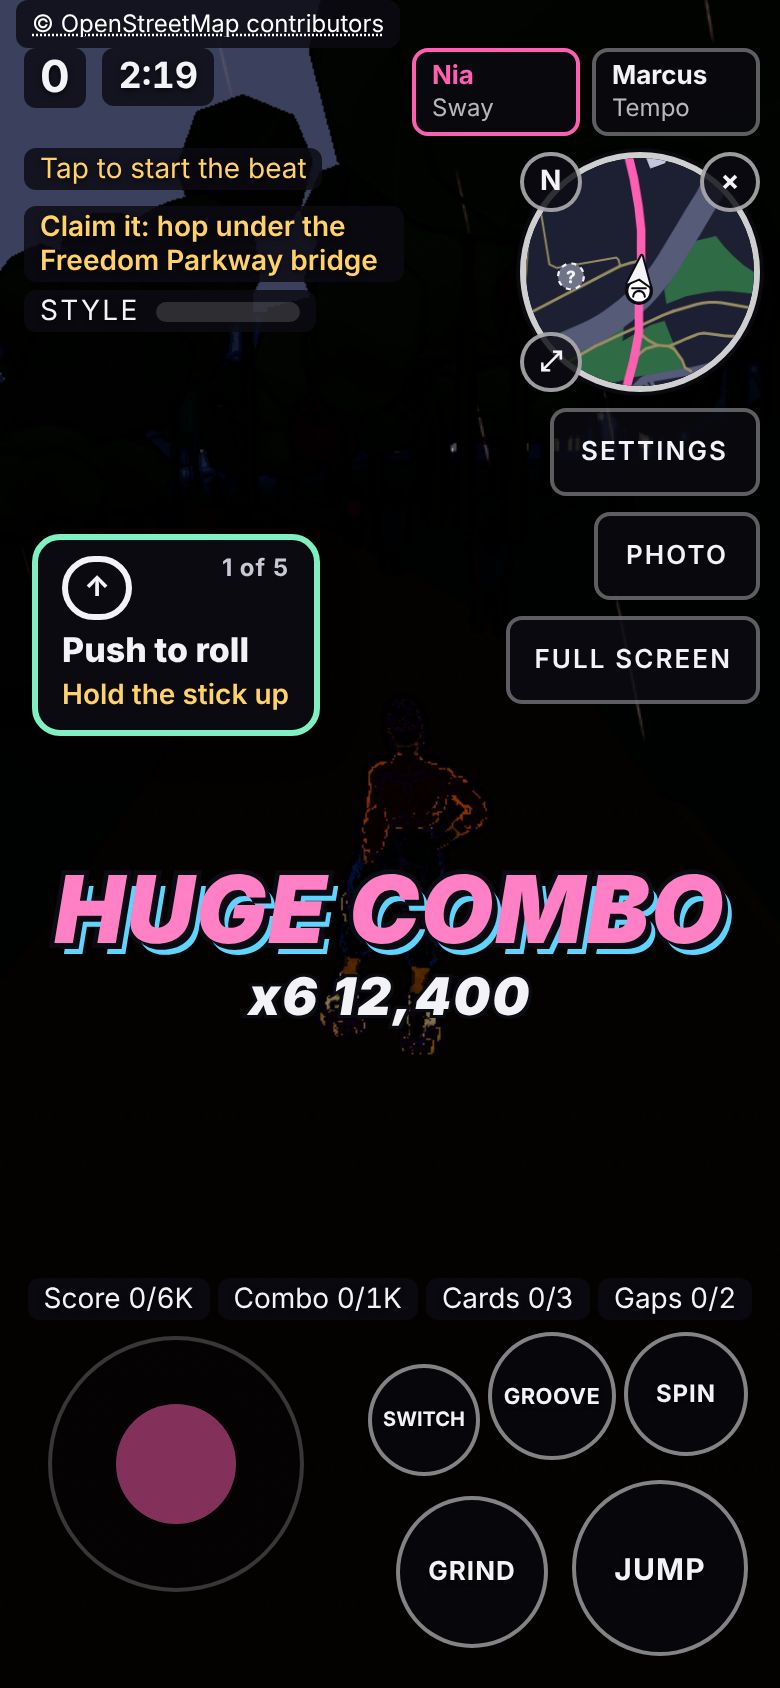 © OpenStreetMap contributors
0
2:19
Nia
Sway
Marcus
Tempo
Tap to start the beat
Claim it: hop under the
Freedom Parkway bridge
STYLE
N
×
?
SETTINGS
PHOTO
FULL SCREEN
1 of 5
Push to roll
Hold the stick up
HUGE COMBO
x6 12,400
Score 0/6K
Combo 0/1K
Cards 0/3
Gaps 0/2
SWITCH
GROOVE
SPIN
GRIND
JUMP